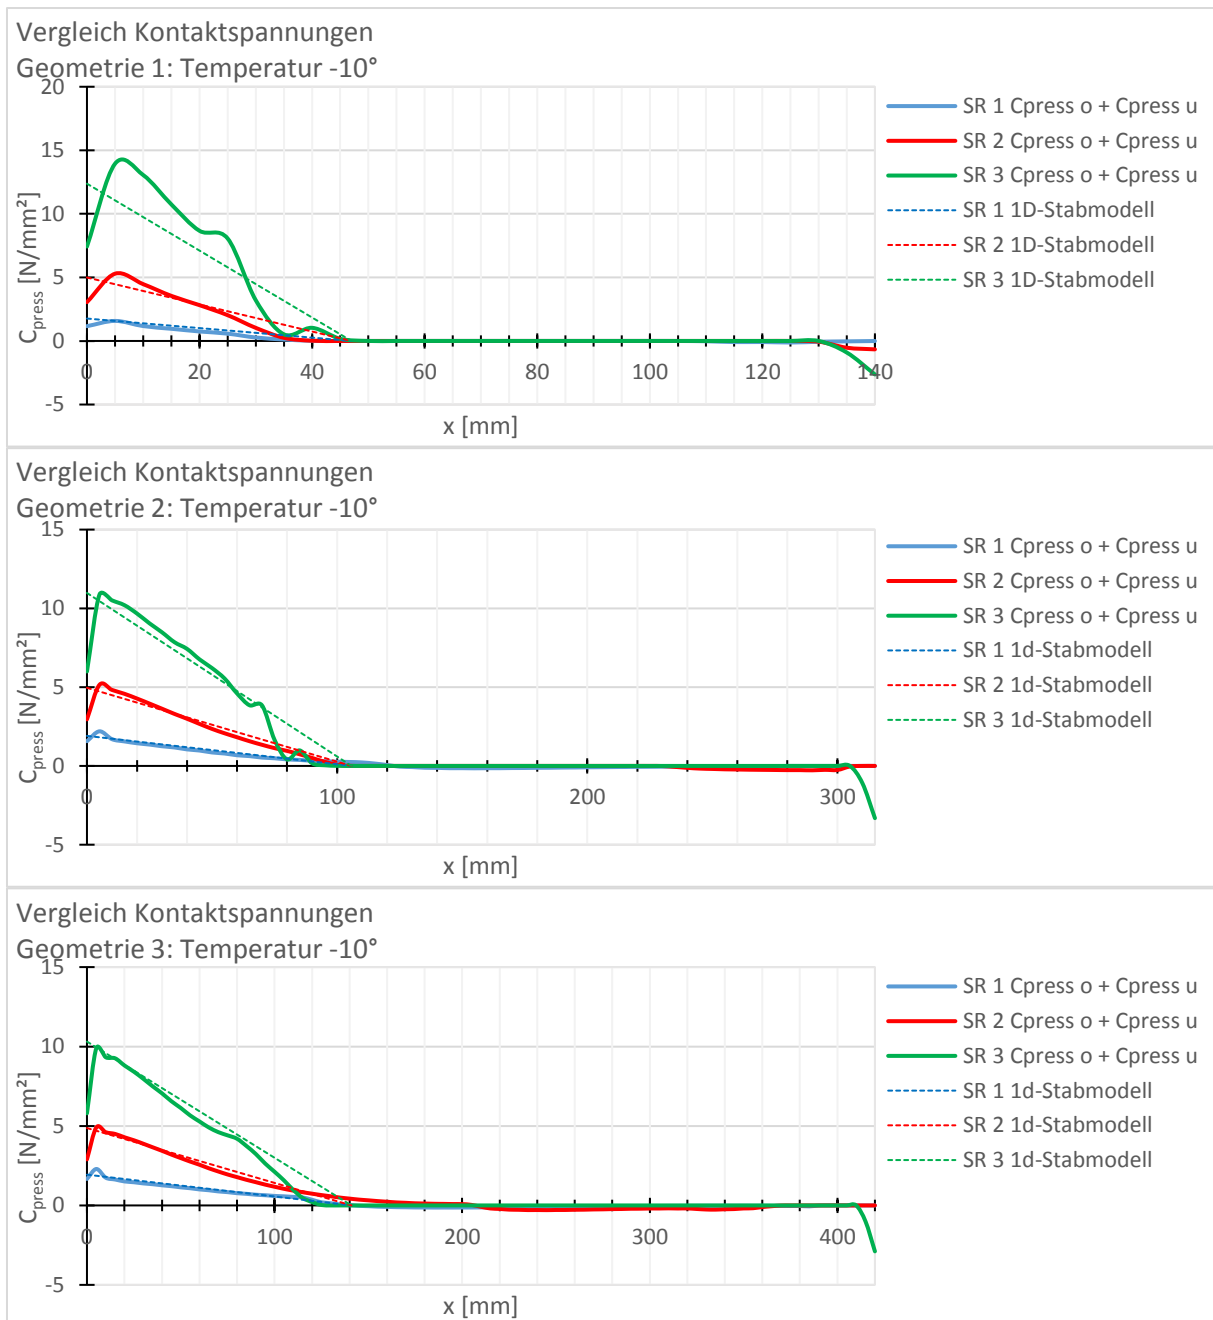 Vergleich Kontaktspannungen
Geometrie 1: Temperatur -10°
20
15
10
5
0
-5
C_press [N/mm²]
0 20 40 60 80 100 120 140
x [mm]
SR 1 Cpress o + Cpress u
SR 2 Cpress o + Cpress u
SR 3 Cpress o + Cpress u
SR 1 1D-Stabmodell
SR 2 1D-Stabmodell
SR 3 1D-Stabmodell
Vergleich Kontaktspannungen
Geometrie 2: Temperatur -10°
15
10
5
0
-5
C_press [N/mm²]
0 100 200 300
x [mm]
SR 1 Cpress o + Cpress u
SR 2 Cpress o + Cpress u
SR 3 Cpress o + Cpress u
SR 1 1d-Stabmodell
SR 2 1d-Stabmodell
SR 3 1d-Stabmodell
Vergleich Kontaktspannungen
Geometrie 3: Temperatur -10°
15
10
5
0
-5
C_press [N/mm²]
0 100 200 300 400
x [mm]
SR 1 Cpress o + Cpress u
SR 2 Cpress o + Cpress u
SR 3 Cpress o + Cpress u
SR 1 1d-Stabmodell
SR 2 1d-Stabmodell
SR 3 1d-Stabmodell